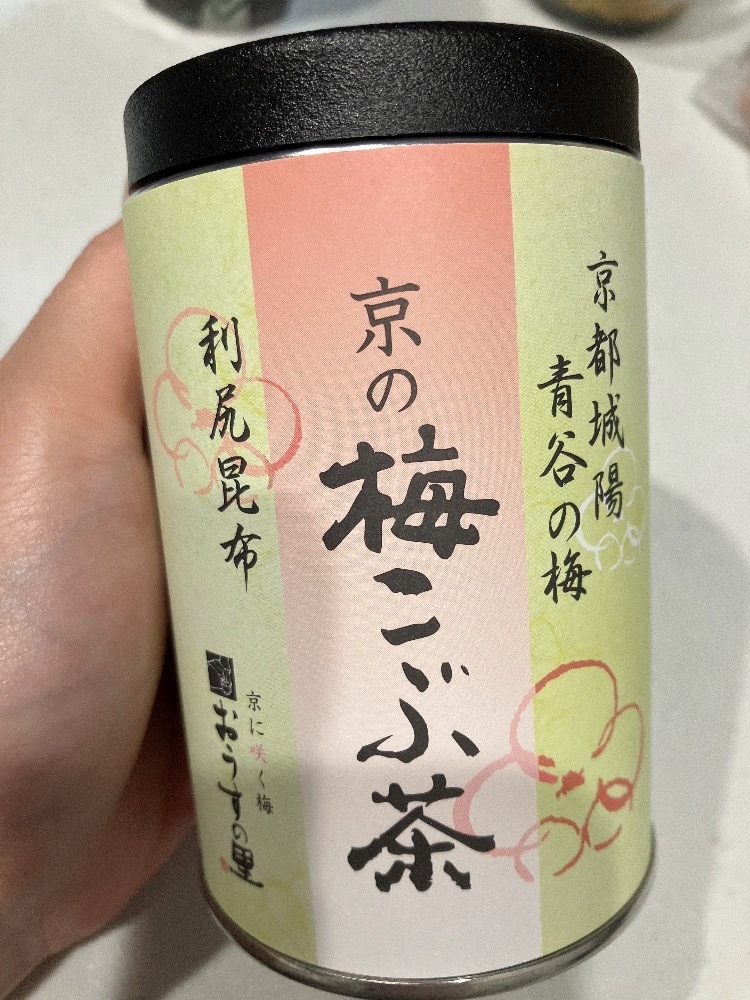 京都城陽
青谷の梅
京の
梅こぶ茶
利尻昆布
京に咲く梅
おうすの里